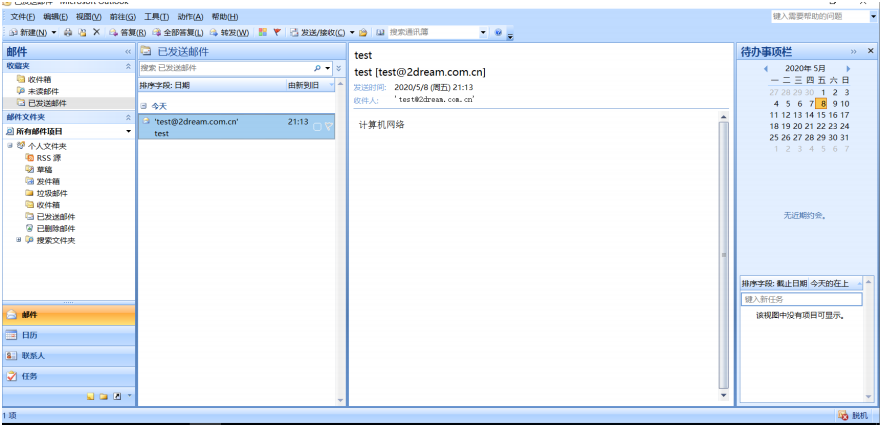 已发送邮件 - Microsoft Outlook
文件(F) 编辑(E) 视图(V) 前往(G) 工具(T) 动作(A) 帮助(H)
键入需要帮助的问题
新建(N) 答复(R) 全部答复(L) 转发(W) 发送/接收(C) 搜索通讯簿
邮件 «
收藏夹
收件箱
未读邮件
已发送邮件
邮件文件夹
所有邮件项目
个人文件夹
RSS 源
草稿
发件箱
垃圾邮件
收件箱
已发送邮件
已删除邮件
搜索文件夹
邮件
日历
联系人
任务
已发送邮件
搜索 已发送邮件
排序字段: 日期 由新到旧
今天
'test@2dream.com.cn' 21:13
test
test
test [test@2dream.com.cn]
发送时间: 2020/5/8 (周五) 21:13
收件人: 'test@2dream.com.cn'
计算机网络
待办事项栏 »
2020年5月
一 二 三 四 五 六 日
27 28 29 30 1 2 3
4 5 6 7 8 9 10
11 12 13 14 15 16 17
18 19 20 21 22 23 24
25 26 27 28 29 30 31
1 2 3 4 5 6 7
无近期约会。
排序字段: 截止日期 今天的在上
键入新任务
该视图中没有项目可显示。
1 项
脱机